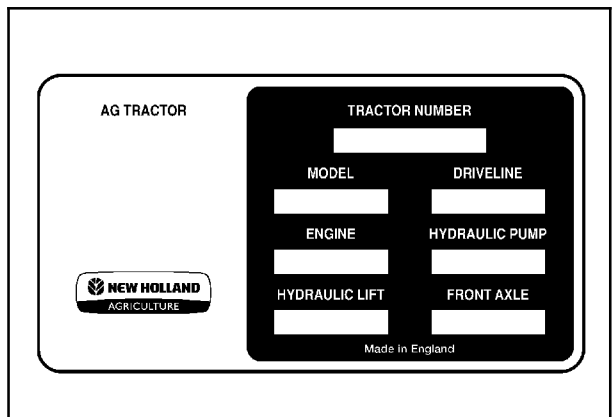 AG TRACTOR
NEW HOLLAND
AGRICULTURE
TRACTOR NUMBER
MODEL DRIVELINE
ENGINE HYDRAULIC PUMP
HYDRAULIC LIFT FRONT AXLE
Made in England